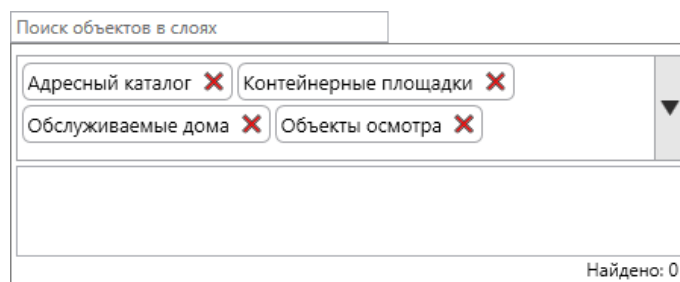 Поиск объектов в слоях
Адресный каталог Контейнерные площадки
Обслуживаемые дома Объекты осмотра
Найдено: 0